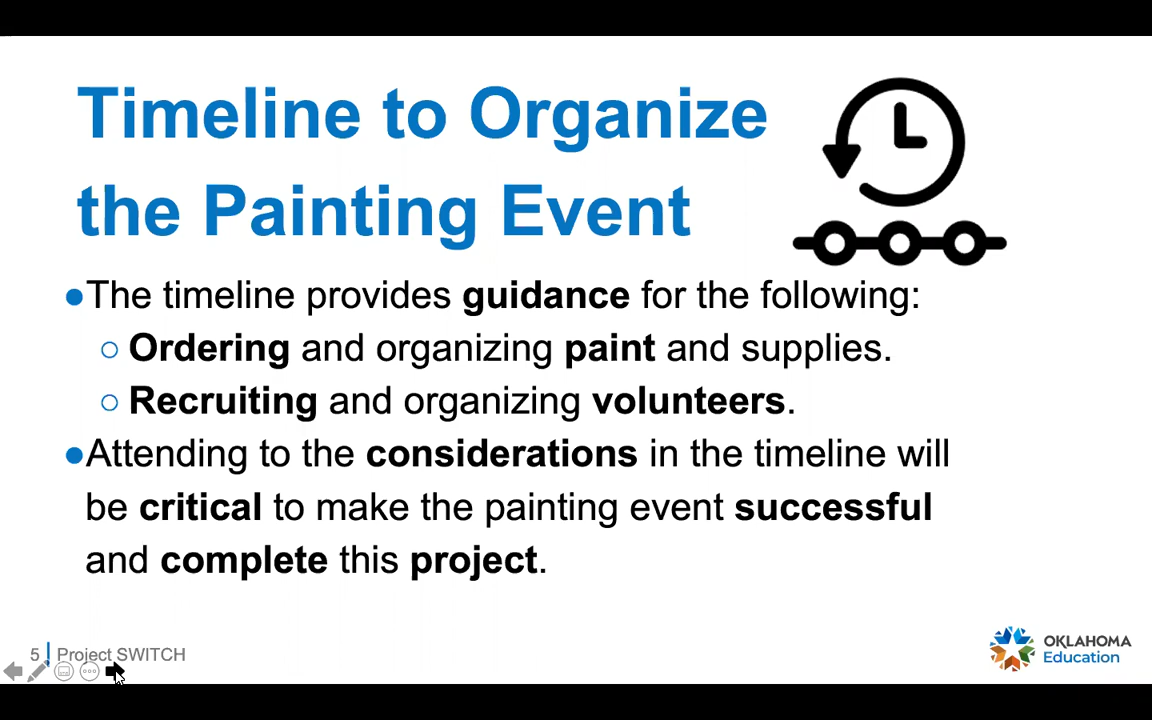 Timeline to Organize
the Painting Event
●The timeline provides guidance for the following:
○ Ordering and organizing paint and supplies.
○ Recruiting and organizing volunteers.
●Attending to the considerations in the timeline will
be critical to make the painting event successful
and complete this project.
5 | Project SWITCH
OKLAHOMA
Education